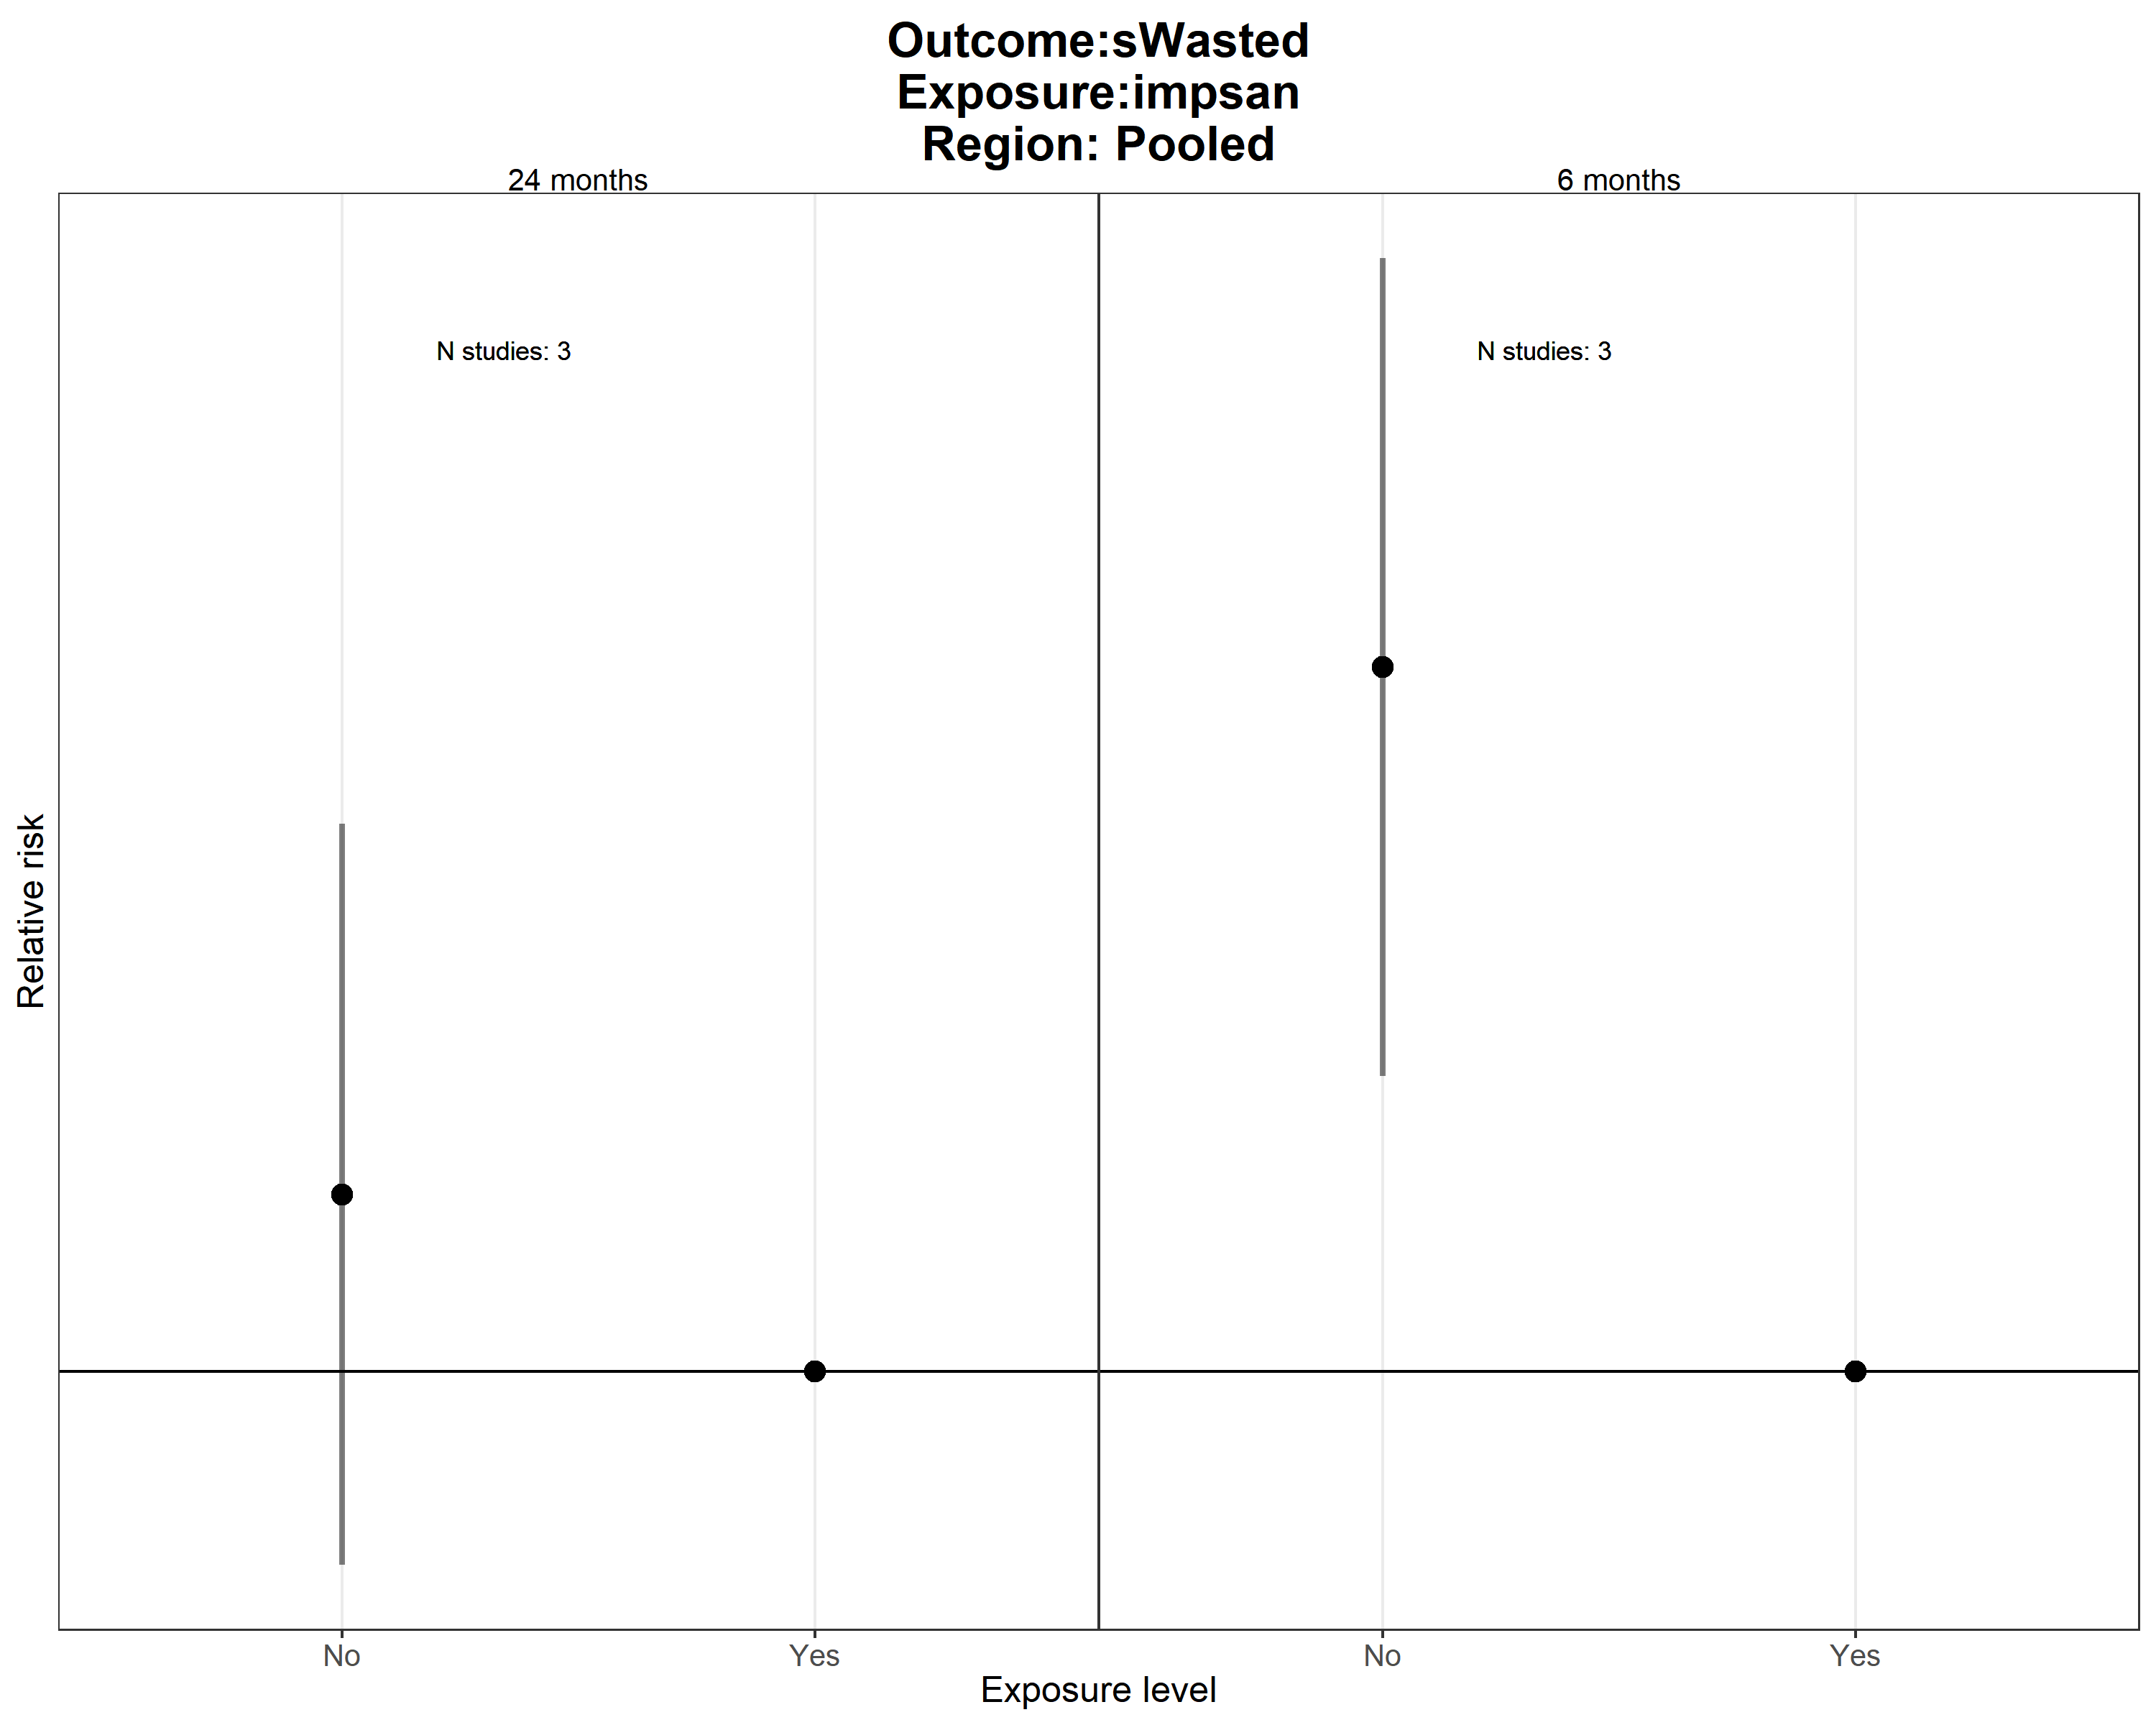 Outcome:sWasted
Exposure:impsan
Region: Pooled
24 months
6 months
N studies: 3
N studies: 3
Relative risk
No
Yes
No
Yes
Exposure level